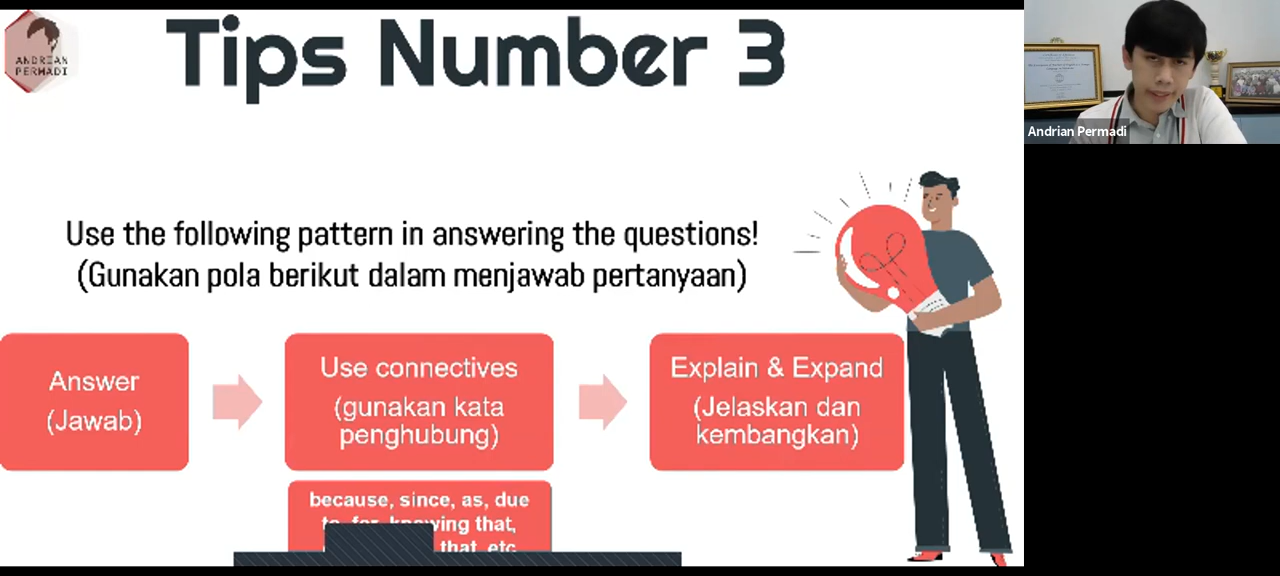 ANDRIAN
PERMADI
Tips Number 3
Andrian Permadi
Use the following pattern in answering the questions!
(Gunakan pola berikut dalam menjawab pertanyaan)
Answer
(Jawab)
Use connectives
(gunakan kata
penghubung)
Explain & Expand
(Jelaskan dan
kembangkan)
because, since, as, due
to, for, knowing that,
that, etc